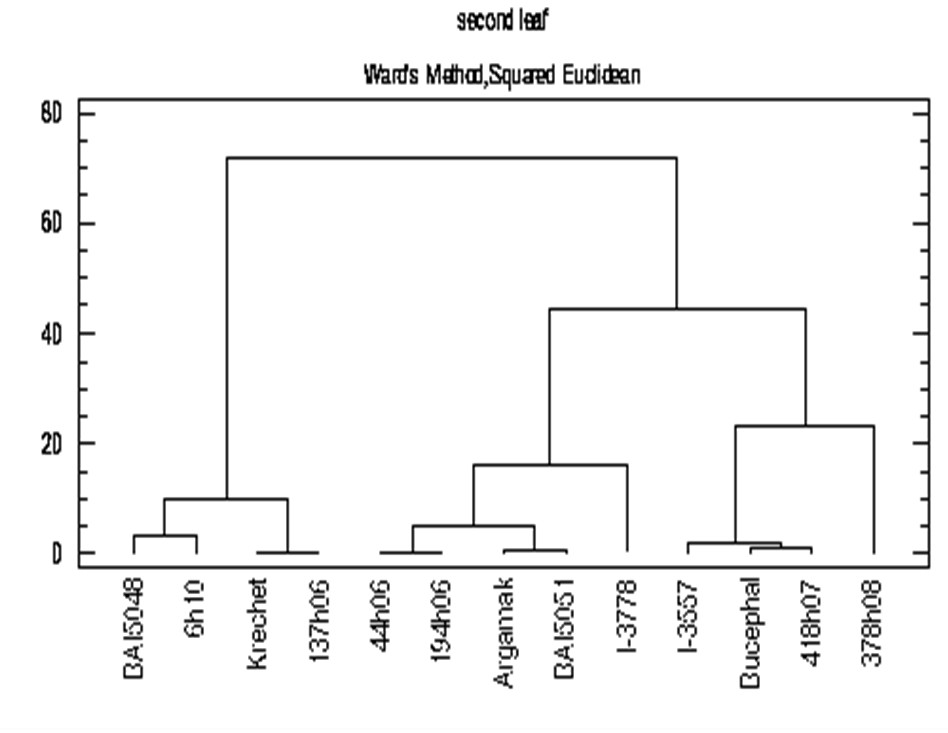 second leaf
Ward's Method,Squared Euclidean
80
60
40
20
0
BAI5048
6h10
Krechet
137h06
44h06
194h06
Argamak
BAI5051
I-3778
I-3557
Bucephal
418h07
378h08